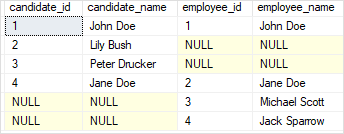 candidate_id candidate_name employee_id employee_name
1 John Doe 1 John Doe
2 Lily Bush NULL NULL
3 Peter Drucker NULL NULL
4 Jane Doe 2 Jane Doe
NULL NULL 3 Michael Scott
NULL NULL 4 Jack Sparrow